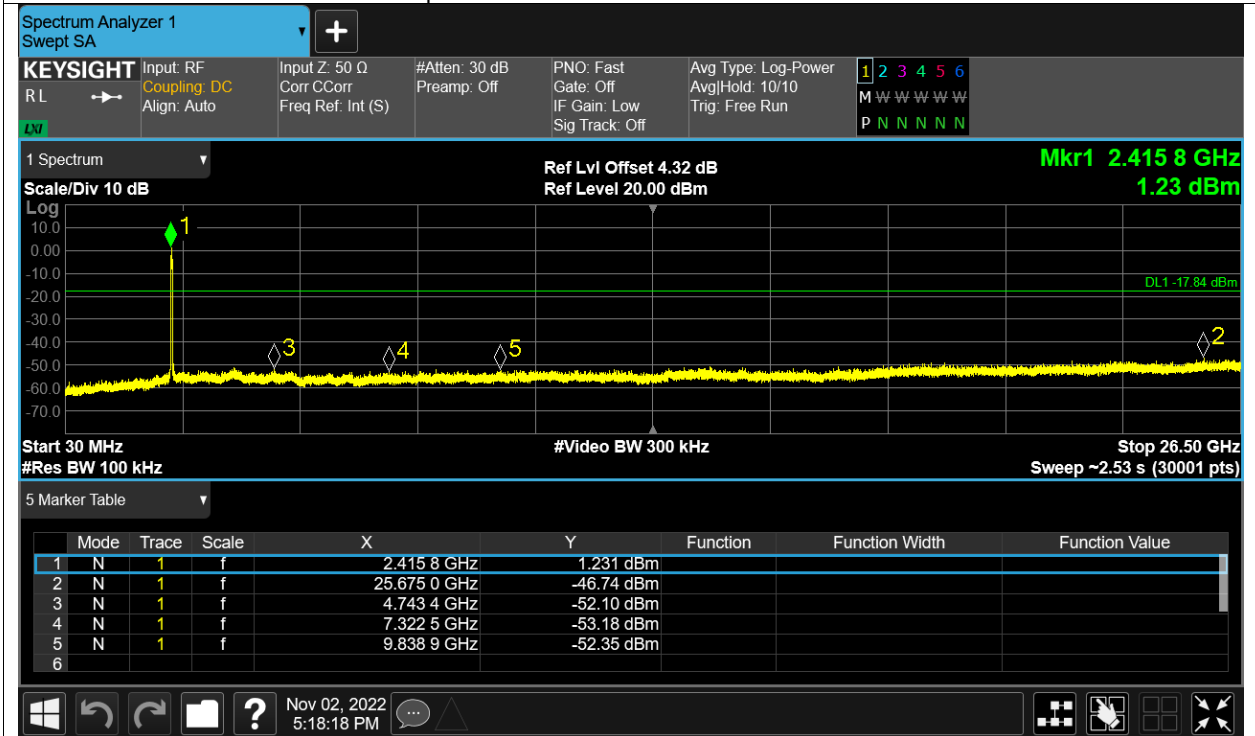 Spectrum Analyzer 1
Swept SA
+
KEYSIGHT
R L
LXI
Input: RF
Coupling: DC
Align: Auto
Input Z: 50 Ω
Corr CCorr
Freq Ref: Int (S)
#Atten: 30 dB
Preamp: Off
PNO: Fast
Gate: Off
IF Gain: Low
Sig Track: Off
Avg Type: Log-Power
Avg|Hold: 10/10
Trig: Free Run
1 2 3 4 5 6
M W W W W W W
P N N N N N N
1 Spectrum
Scale/Div 10 dB
Ref Lvl Offset 4.32 dB
Ref Level 20.00 dBm
Mkr1 2.415 8 GHz
1.23 dBm
Log
10.0
0.00
-10.0
-20.0
-30.0
-40.0
-50.0
-60.0
-70.0
1
DL1 -17.84 dBm
3
4
5
2
Start 30 MHz
#Res BW 100 kHz
#Video BW 300 kHz
Stop 26.50 GHz
Sweep ~2.53 s (30001 pts)
5 Marker Table
Mode Trace Scale X Y Function Function Width Function Value
1 N 1 f 2.415 8 GHz 1.231 dBm
2 N 1 f 25.675 0 GHz -46.74 dBm
3 N 1 f 4.743 4 GHz -52.10 dBm
4 N 1 f 7.322 5 GHz -53.18 dBm
5 N 1 f 9.838 9 GHz -52.35 dBm
6
?
Nov 02, 2022
5:18:18 PM